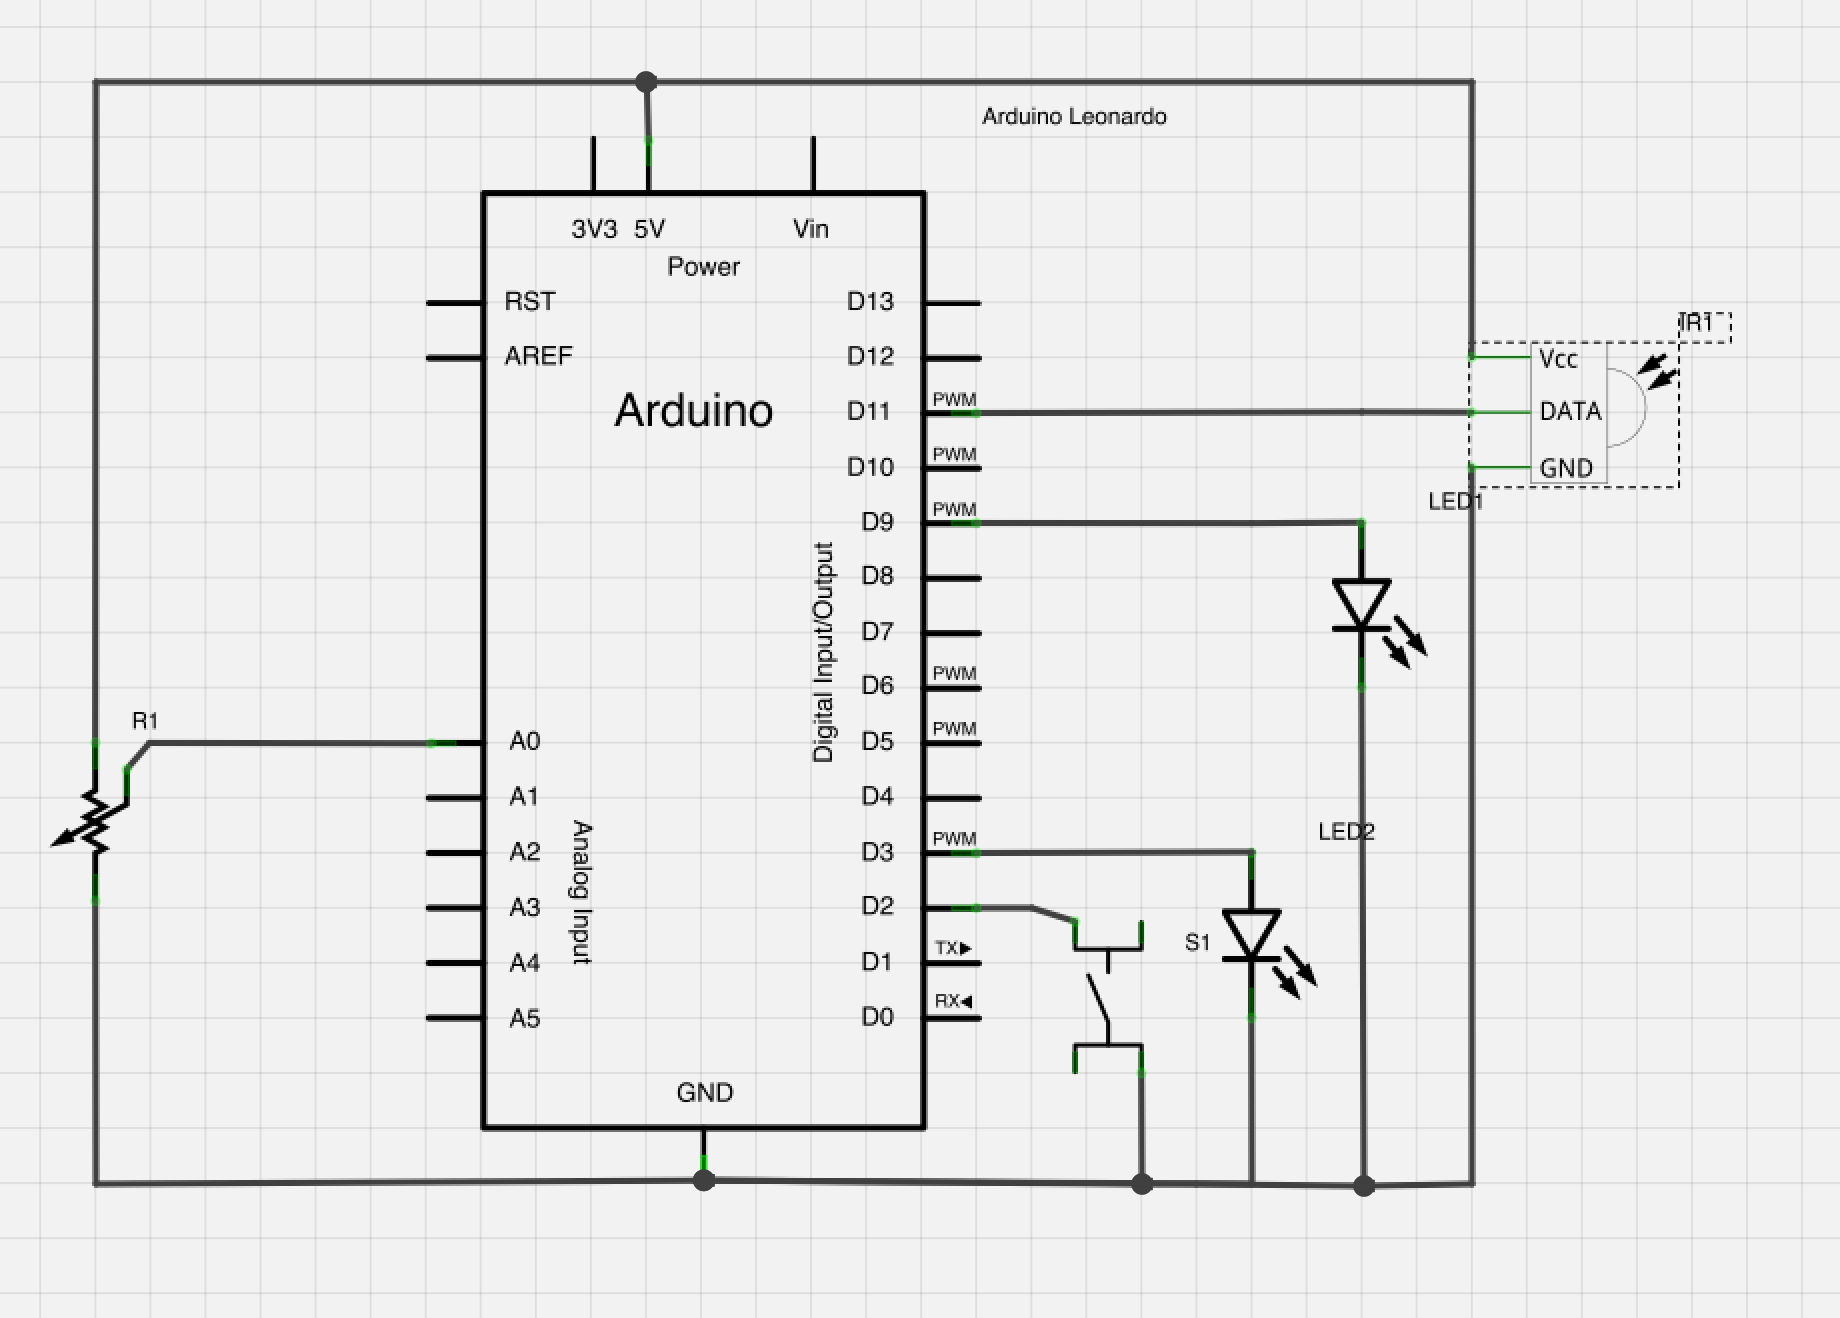 Arduino Leonardo
3V3 5V Vin
Power
RST D13
IR1
AREF D12
Vcc
Arduino
D11 PWM
DATA
D10 PWM
GND
LED1
D9 PWM
D8
Digital Input/Output
D7
D6 PWM
R1
A0 D5 PWM
A1 D4
LED2
A2 D3 PWM
Analog Input
A3 D2
S1
A4 D1 TX▶
A5 D0 RX◀
GND